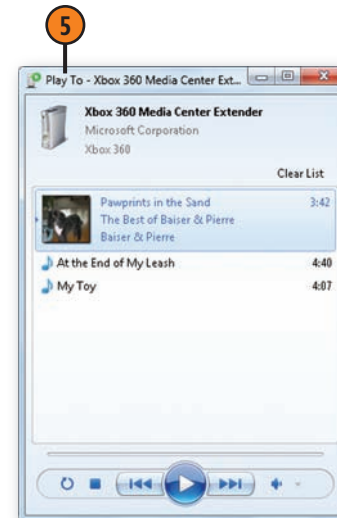 5
Play To - Xbox 360 Media Center Ext...
Xbox 360 Media Center Extender
Microsoft Corporation
Xbox 360
Clear List
Pawprints in the Sand 3:42
The Best of Baiser & Pierre
Baiser & Pierre
At the End of My Leash 4:40
My Toy 4:07